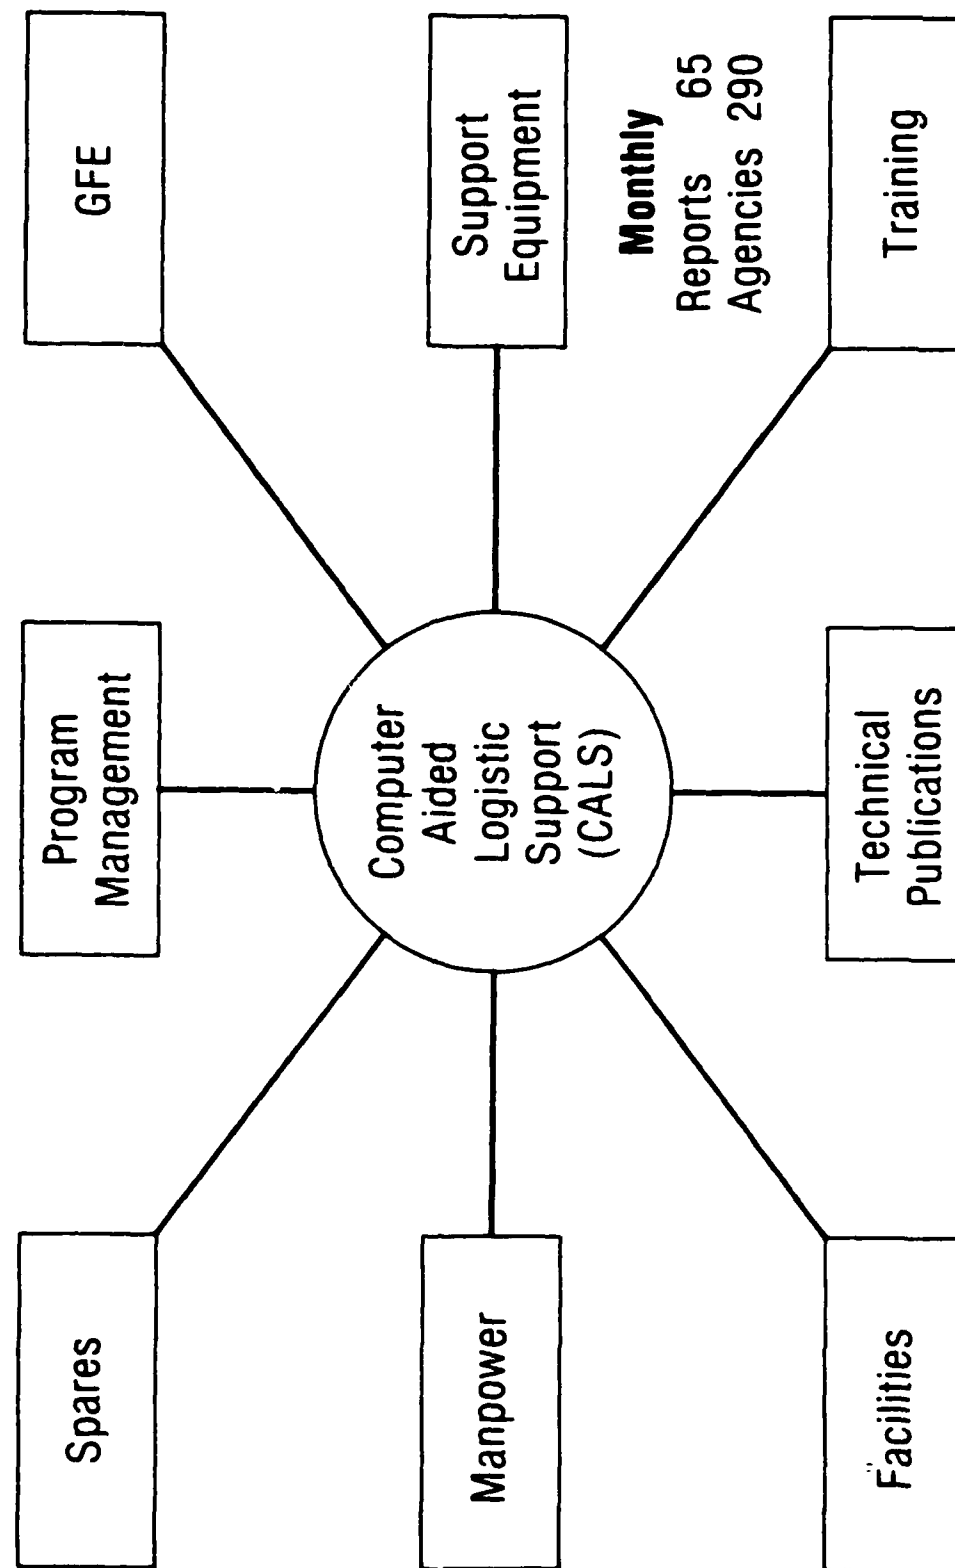 Spares
Program
Management
GFE
Manpower
Computer
Aided
Logistic
Support
(CALS)
Support
Equipment
Monthly
Reports 65
Agencies 290
Facilities
Technical
Publications
Training